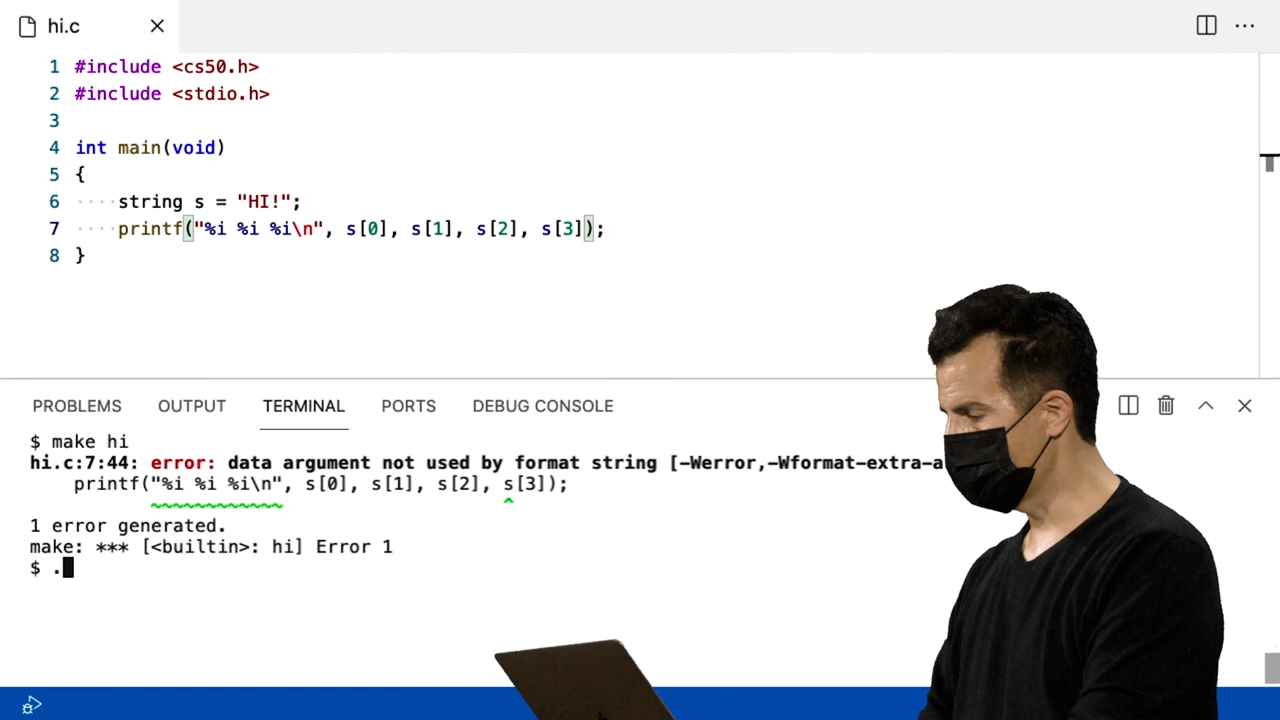 hi.c
1 #include <cs50.h>
2 #include <stdio.h>
3
4 int main(void)
5 {
6 ····string s = "HI!";
7 ····printf("%i %i %i\n", s[0], s[1], s[2], s[3]);
8 }
PROBLEMS OUTPUT TERMINAL PORTS DEBUG CONSOLE
$ make hi
hi.c:7:44: error: data argument not used by format string [-Werror,-Wformat-extra-a
printf("%i %i %i\n", s[0], s[1], s[2], s[3]);
~~~~~~~~~~~~ ^
1 error generated.
make: *** [<builtin>: hi] Error 1
$ .